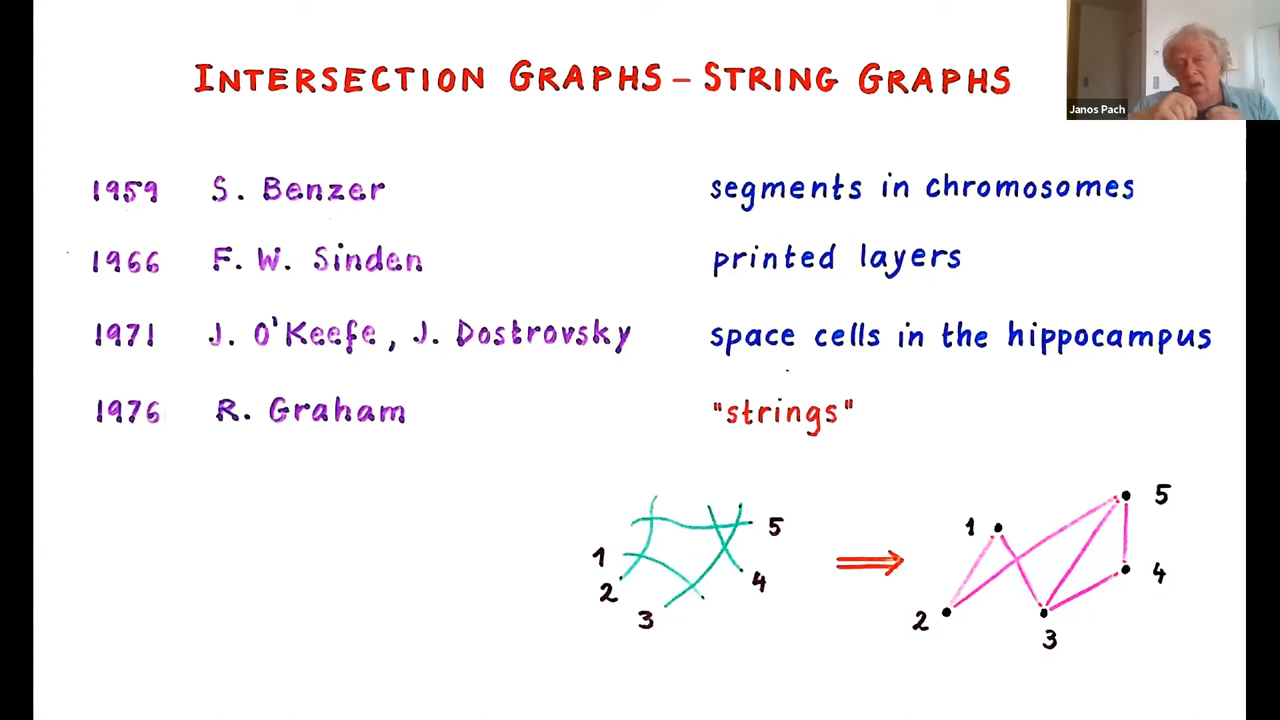 INTERSECTION GRAPHS – STRING GRAPHS
Janos Pach
1959 S. Benzer segments in chromosomes
1966 F. W. Sinden printed layers
1971 J. O'Keefe, J. Dostrovsky space cells in the hippocampus
1976 R. Graham "strings"
1 2 3 4 5
1 2 3 4 5